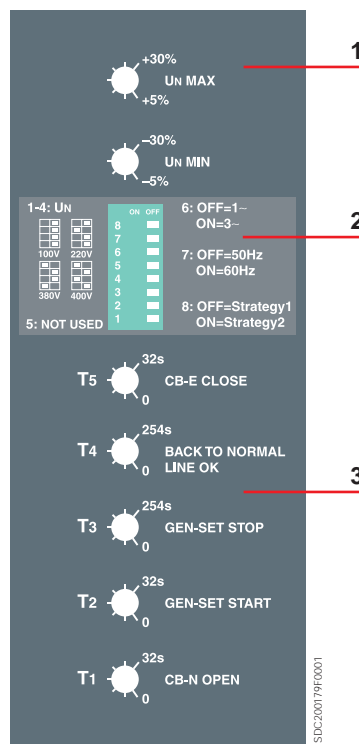 1
+30%
UN MAX
+5%
–30%
UN MIN
–5%
2
1-4: UN
100V 220V
380V 400V
5: NOT USED
ON OFF
8
7
6
5
4
3
2
1
6: OFF=1~
ON=3~
7: OFF=50Hz
ON=60Hz
8: OFF=Strategy1
ON=Strategy2
32s
T5 CB-E CLOSE
0
254s
T4 BACK TO NORMAL
0 LINE OK
3
254s
T3 GEN-SET STOP
0
32s
T2 GEN-SET START
0
32s
T1 CB-N OPEN
0
SDC200179F0001